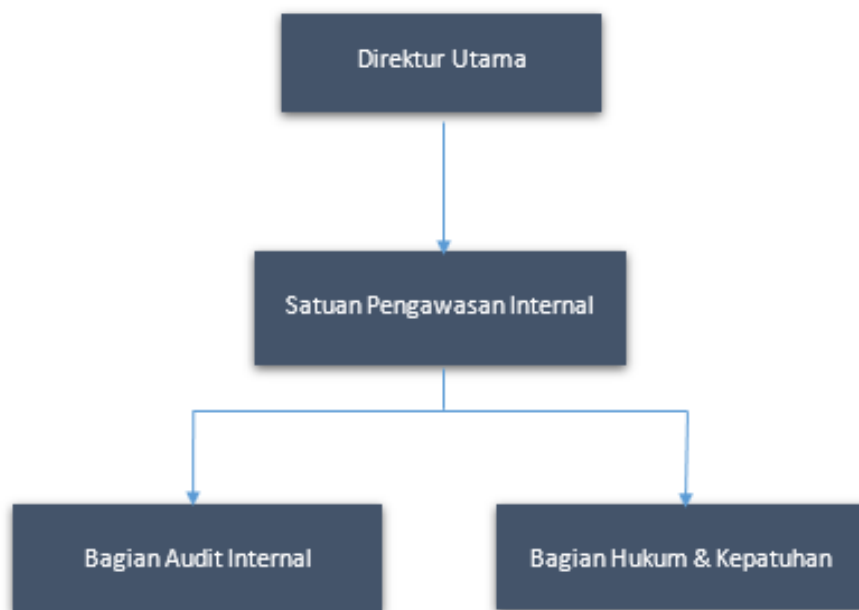 Direktur Utama
Satuan Pengawasan Internal
Bagian Audit Internal
Bagian Hukum & Kepatuhan